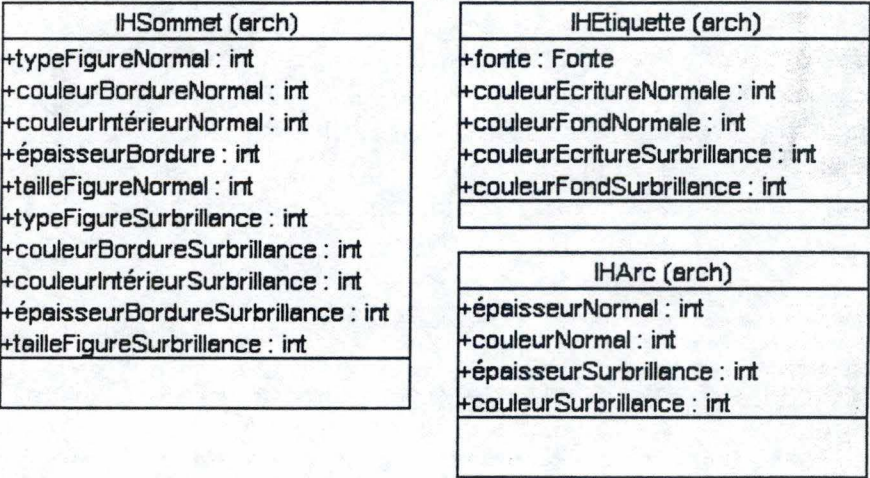 IHSommet (arch)
+typeFigureNormal : int
+couleurBordureNormal : int
+couleurIntérieurNormal : int
+épaisseurBordure : int
+tailleFigureNormal : int
+typeFigureSurbrillance : int
+couleurBordureSurbrillance : int
+couleurIntérieurSurbrillance : int
+épaisseurBordureSurbrillance : int
+tailleFigureSurbrillance : int
IHEtiquette (arch)
+fonte : Fonte
+couleurEcritureNormale : int
+couleurFondNormale : int
+couleurEcritureSurbrillance : int
+couleurFondSurbrillance : int
IHArc (arch)
+épaisseurNormal : int
+couleurNormal : int
+épaisseurSurbrillance : int
+couleurSurbrillance : int